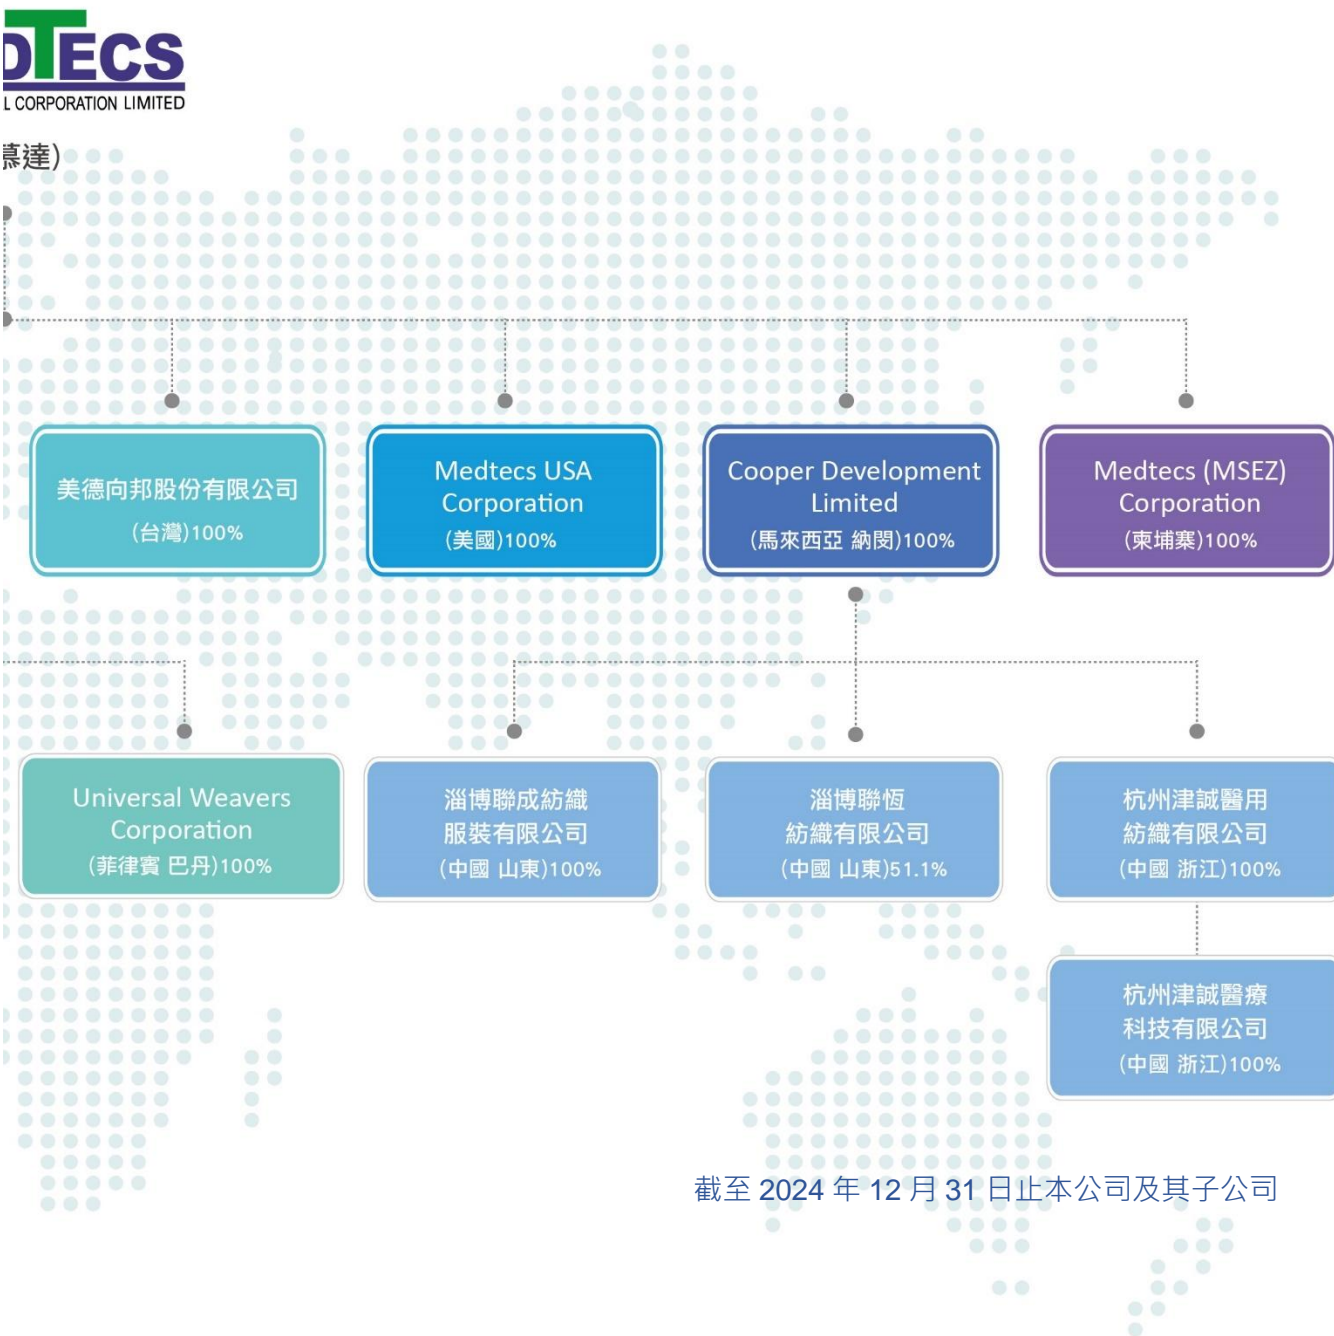 DTECS
L CORPORATION LIMITED
慕達)
美德向邦股份有限公司
(台灣)100%
Medtecs USA
Corporation
(美國)100%
Cooper Development
Limited
(馬來西亞 納閔)100%
Medtecs (MSEZ)
Corporation
(柬埔寨)100%
Universal Weavers
Corporation
(菲律賓 巴丹)100%
淄博聯成紡織
服裝有限公司
(中國 山東)100%
淄博聯恆
紡織有限公司
(中國 山東)51.1%
杭州津誠醫用
紡織有限公司
(中國 浙江)100%
杭州津誠醫療
科技有限公司
(中國 浙江)100%
截至 2024 年 12 月 31 日止本公司及其子公司